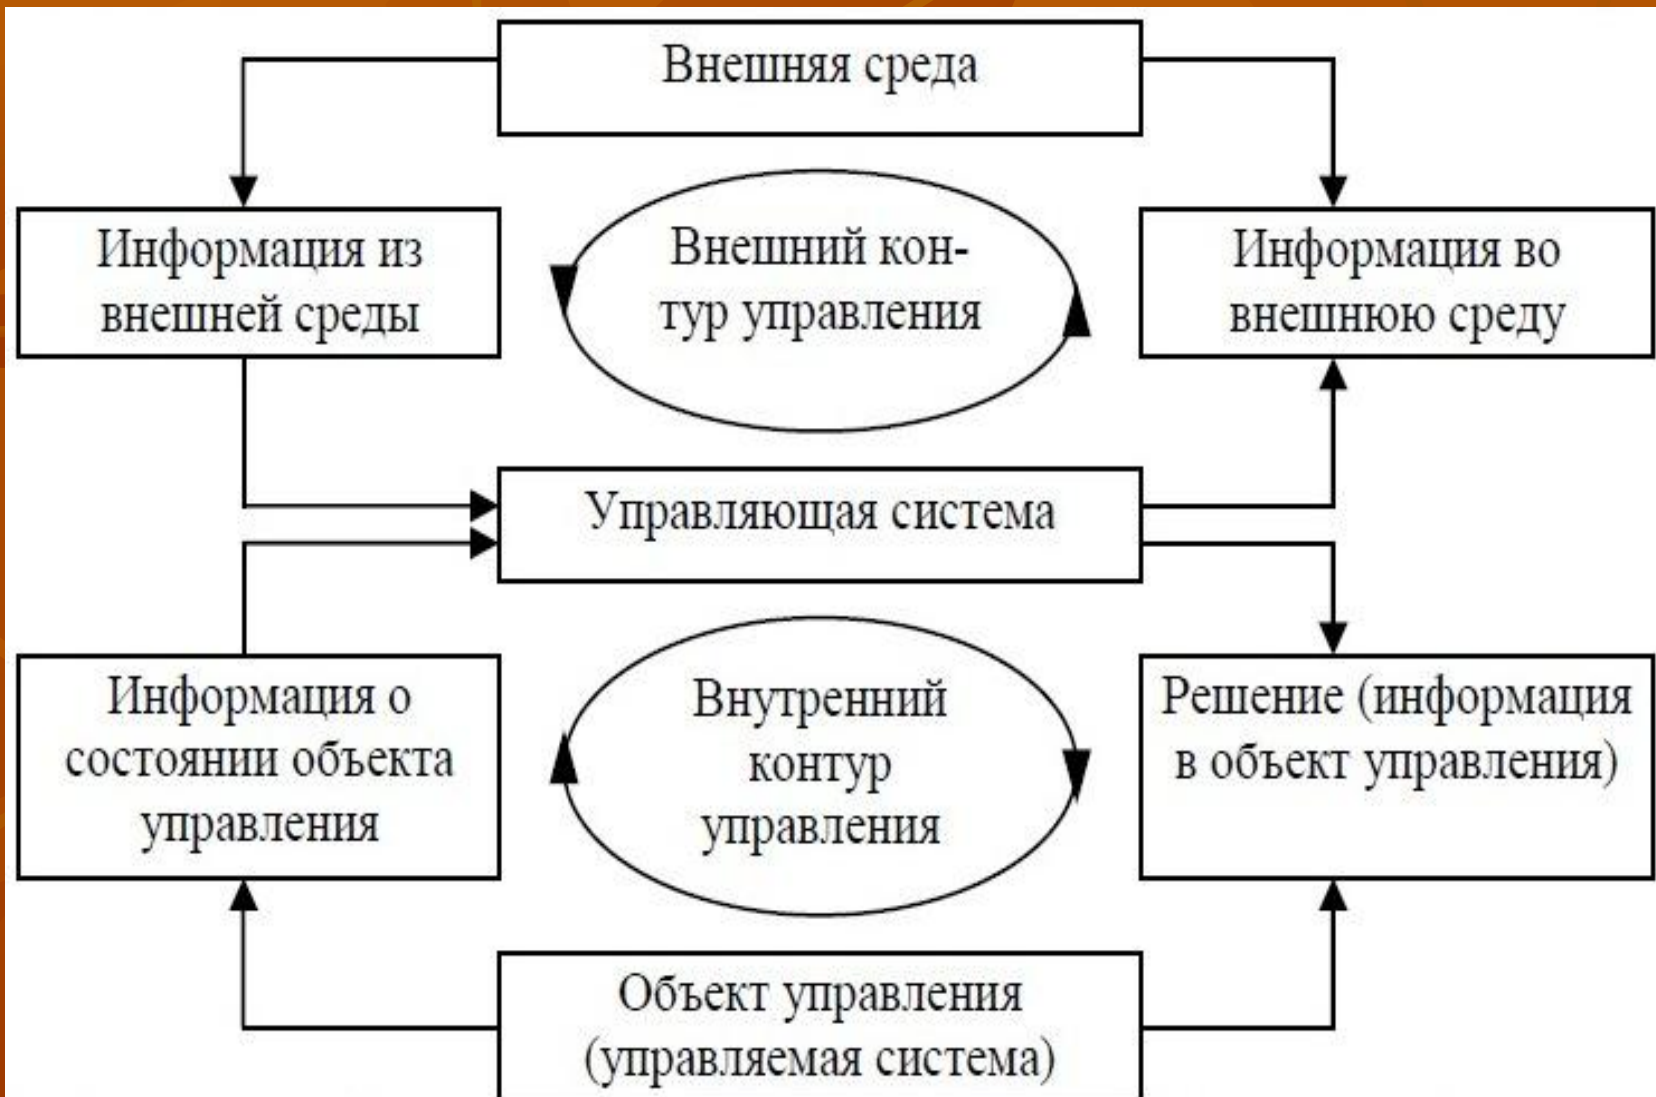 Внешняя среда
Информация из
внешней среды
Внешний кон-
тур управления
Информация во
внешнюю среду
Управляющая система
Информация о
состоянии объекта
управления
Внутренний
контур
управления
Решение (информация
в объект управления)
Объект управления
(управляемая система)